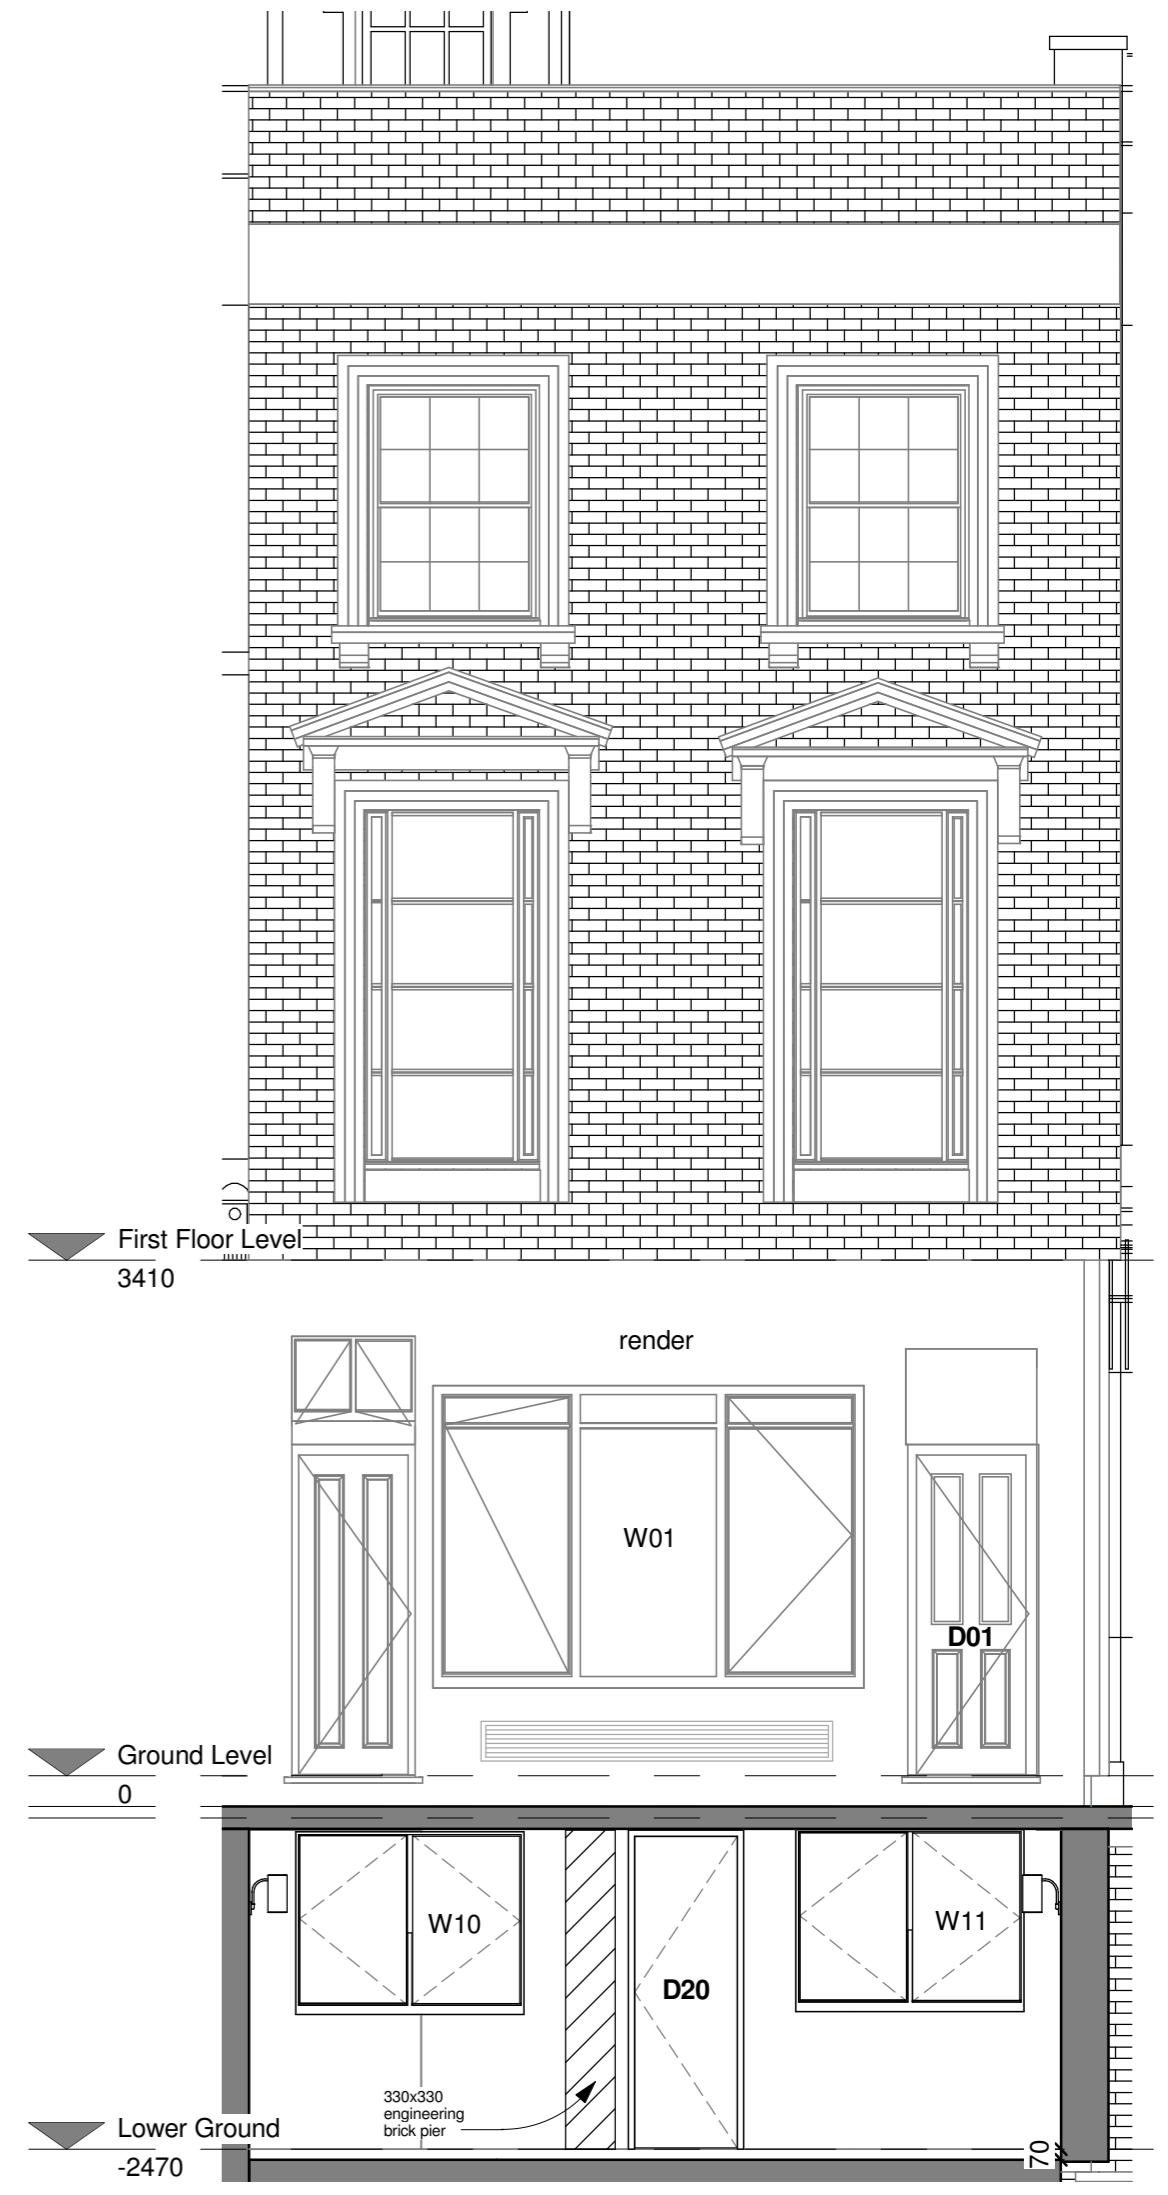 First Floor Level
3410
render
W01
D01
Ground Level
0
W10
W11
D20
330x330
engineering
brick pier
Lower Ground
-2470
70